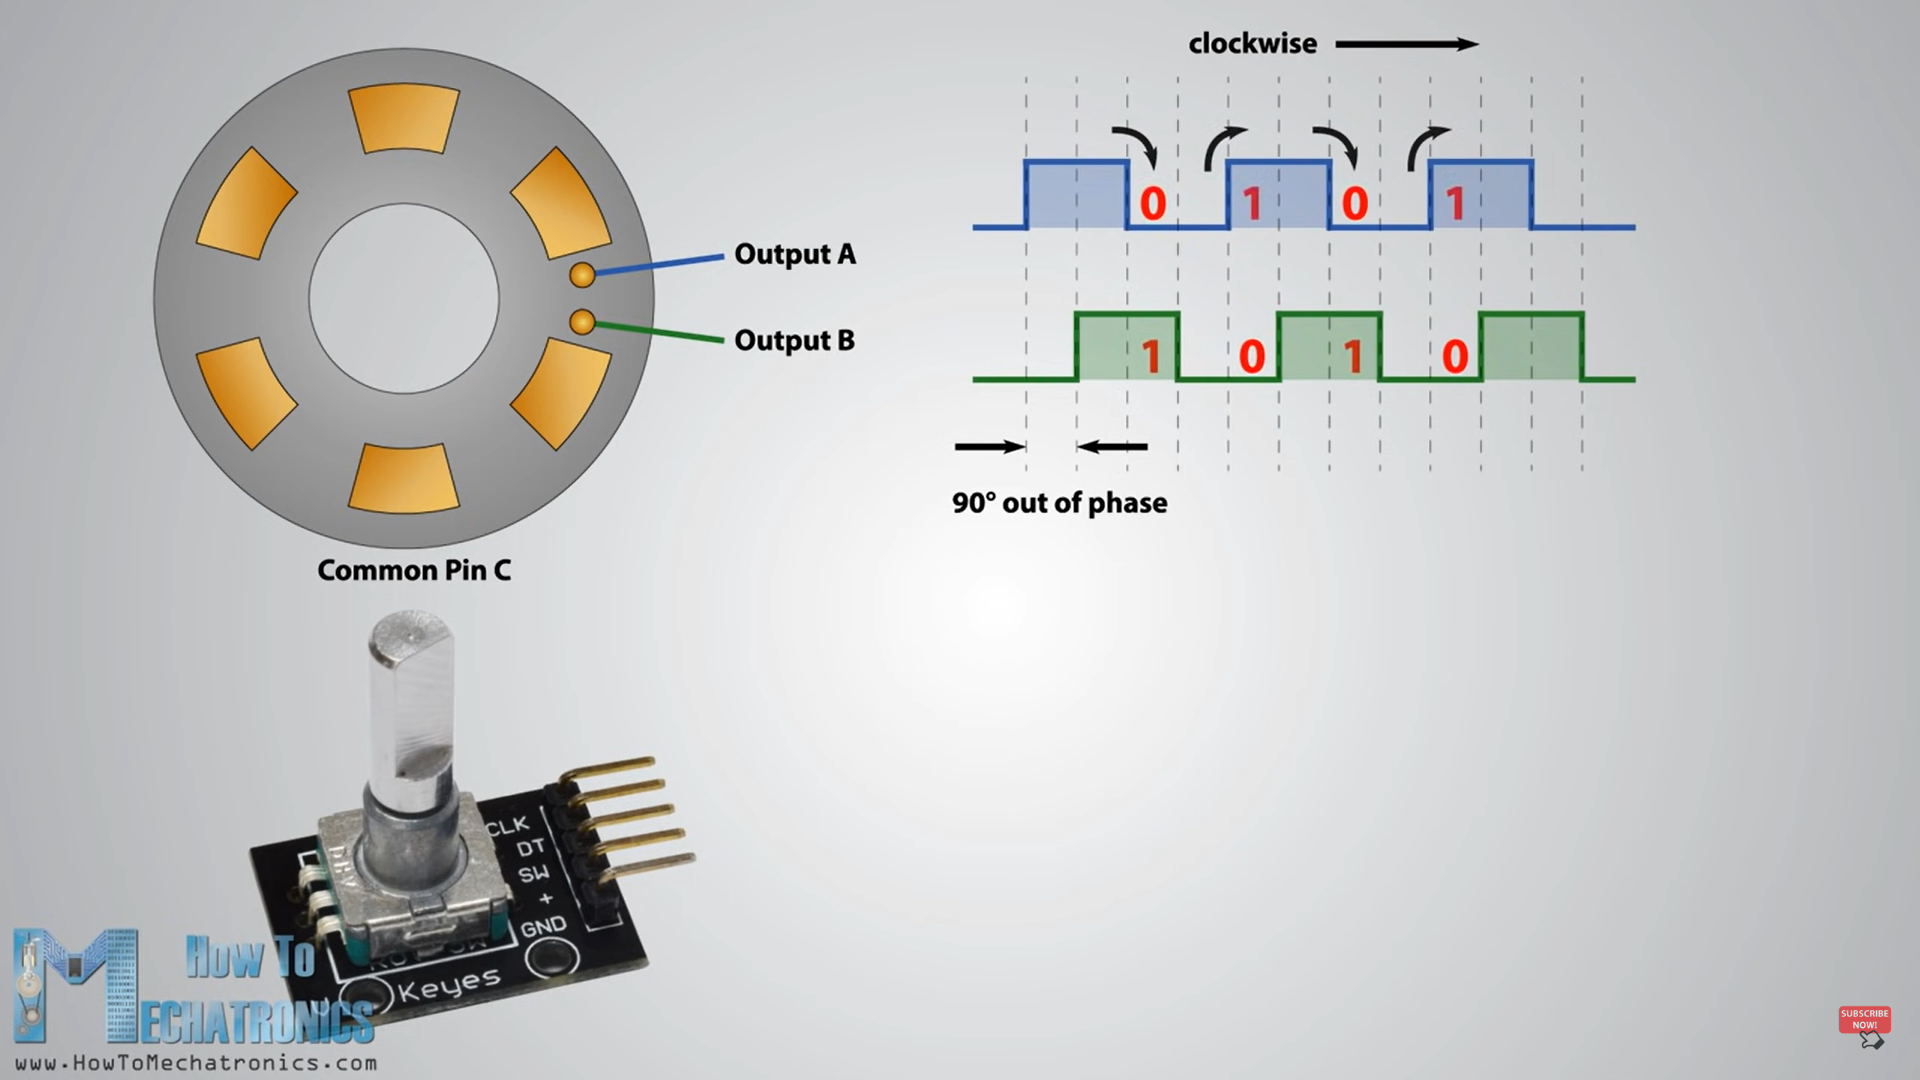 clockwise
0 1 0 1
Output A
Output B
1 0 1 0
90° out of phase
Common Pin C
CLK
DT
SW
+
GND
Keyes
How To
MECHATRONICS
www.HowToMechatronics.com
SUBSCRIBE
NOW!